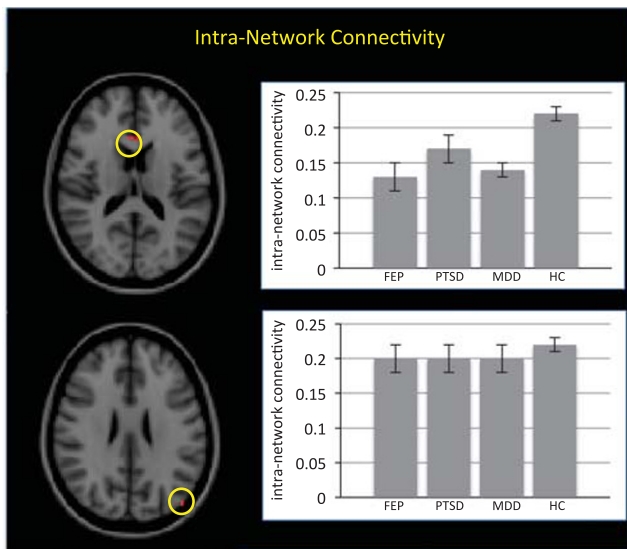 Intra-Network Connectivity
intra-network connectivity
0.25
0.2
0.15
0.1
0.05
0
FEP PTSD MDD HC
intra-network connectivity
0.25
0.2
0.15
0.1
0.05
0
FEP PTSD MDD HC